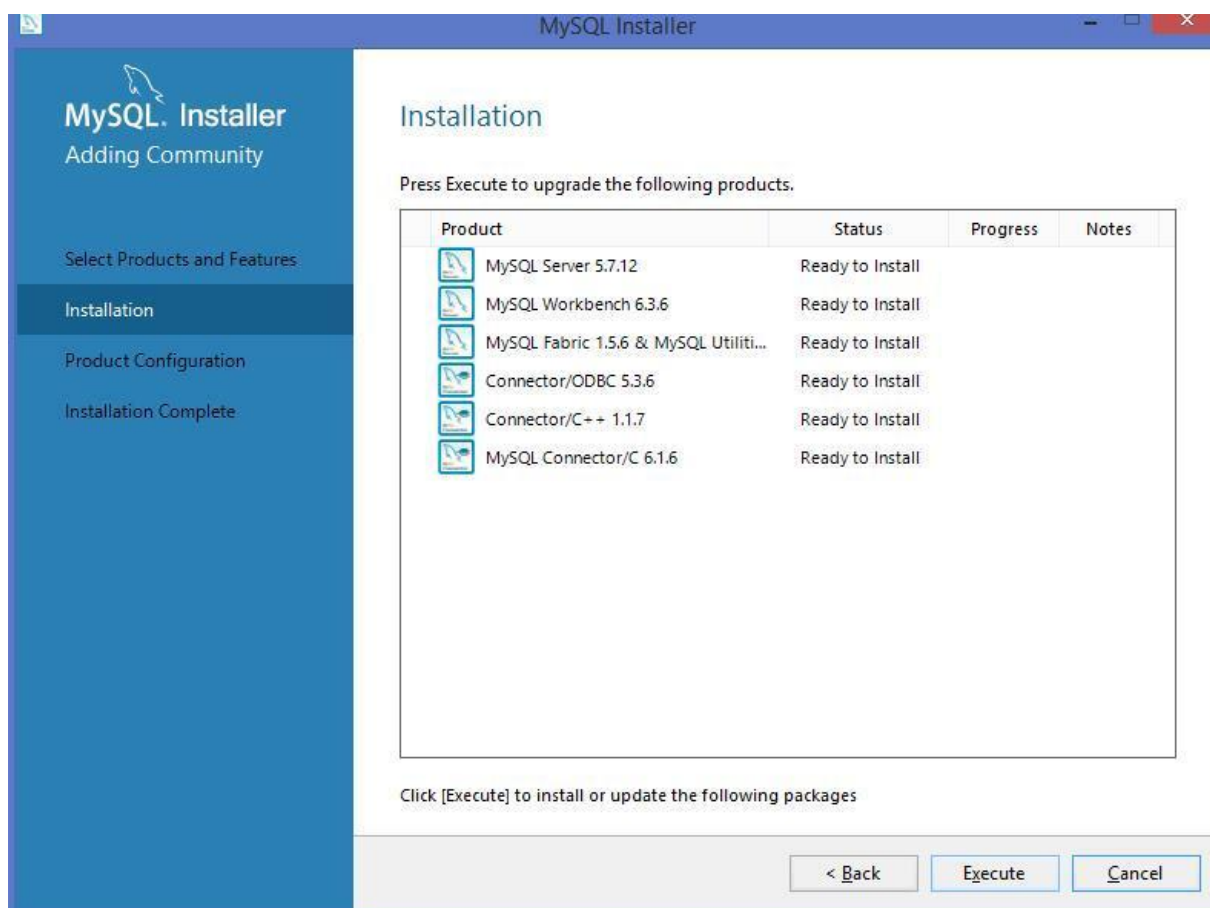 MySQL Installer
MySQL. Installer
Adding Community
Select Products and Features
Installation
Product Configuration
Installation Complete
Installation
Press Execute to upgrade the following products.
Product Status Progress Notes
MySQL Server 5.7.12 Ready to Install
MySQL Workbench 6.3.6 Ready to Install
MySQL Fabric 1.5.6 & MySQL Utiliti... Ready to Install
Connector/ODBC 5.3.6 Ready to Install
Connector/C++ 1.1.7 Ready to Install
MySQL Connector/C 6.1.6 Ready to Install
Click [Execute] to install or update the following packages
< Back Execute Cancel